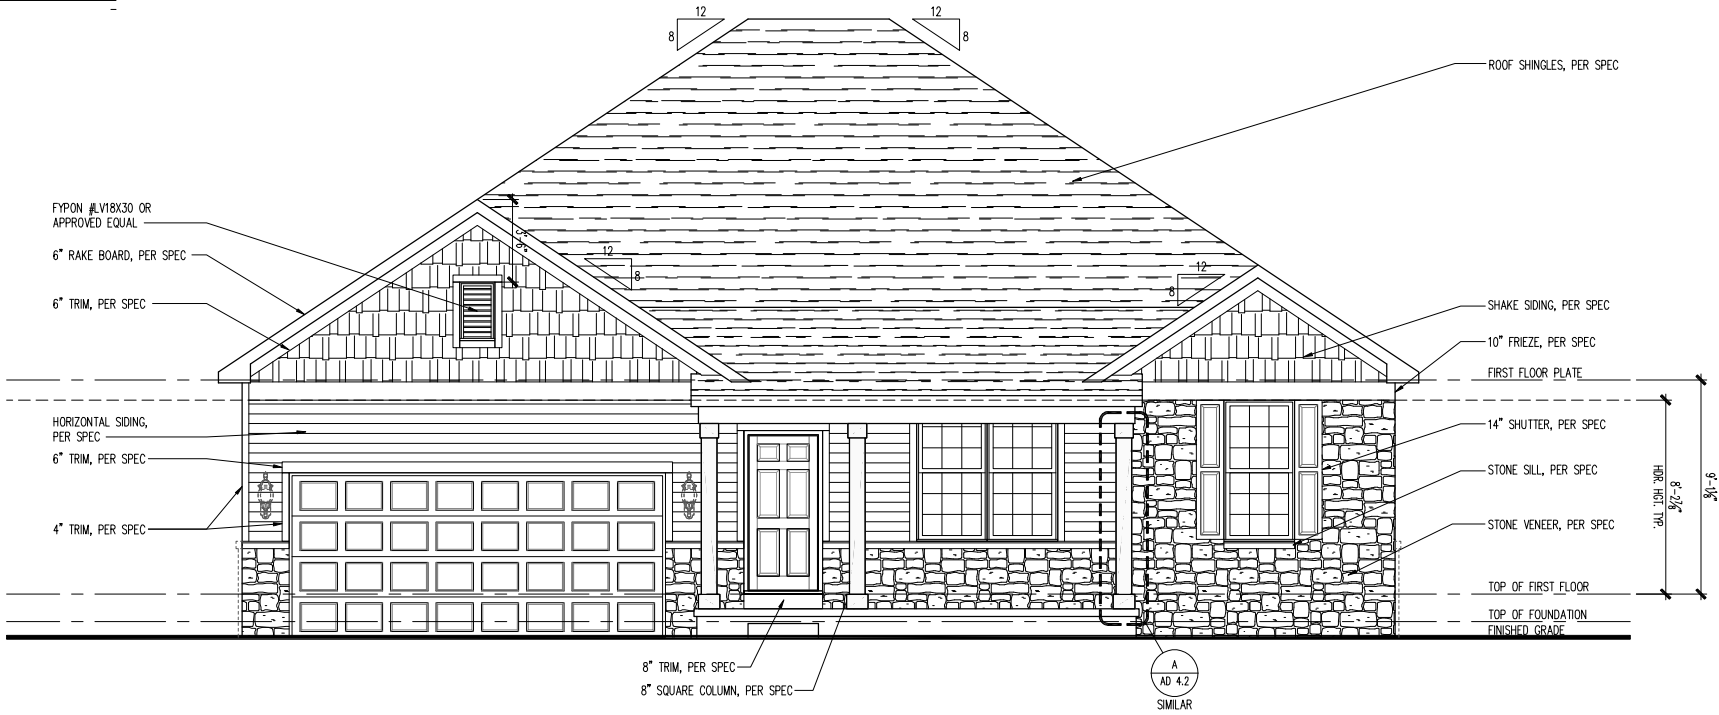 12
8
12
8
ROOF SHINGLES, PER SPEC
FYPON #LV18X30 OR
APPROVED EQUAL
6" RAKE BOARD, PER SPEC
6" TRIM, PER SPEC
3'-6"
12
8
12
8
SHAKE SIDING, PER SPEC
10" FRIEZE, PER SPEC
FIRST FLOOR PLATE
HORIZONTAL SIDING,
PER SPEC
6" TRIM, PER SPEC
4" TRIM, PER SPEC
14" SHUTTER, PER SPEC
STONE SILL, PER SPEC
STONE VENEER, PER SPEC
HDR. HGT. TYP.
8'-2⅞"
9'-1⅛"
TOP OF FIRST FLOOR
TOP OF FOUNDATION
FINISHED GRADE
8" TRIM, PER SPEC
8" SQUARE COLUMN, PER SPEC
A
AD 4.2
SIMILAR